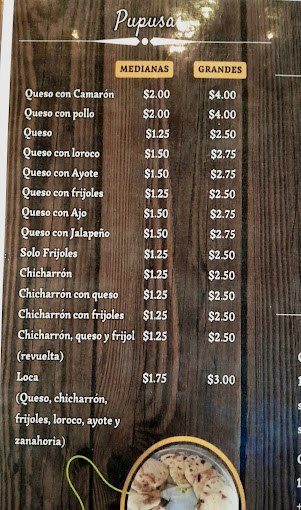 Pupusa
MEDIANAS GRANDES
Queso con Camarón $2.00 $4.00
Queso con pollo $2.00 $4.00
Queso $1.25 $2.50
Queso con loroco $1.50 $2.75
Queso con Ayote $1.50 $2.75
Queso con frijoles $1.25 $2.50
Queso con Ajo $1.50 $2.75
Queso con Jalapeño $1.50 $2.75
Solo Frijoles $1.25 $2.50
Chicharrón $1.25 $2.50
Chicharrón con queso $1.25 $2.50
Chicharrón con frijoles $1.25 $2.50
Chicharrón, queso y frijol $1.25 $2.50
(revuelta)
Loca $1.75 $3.00
(Queso, chicharrón,
frijoles, loroco, ayote y
zanahoria)